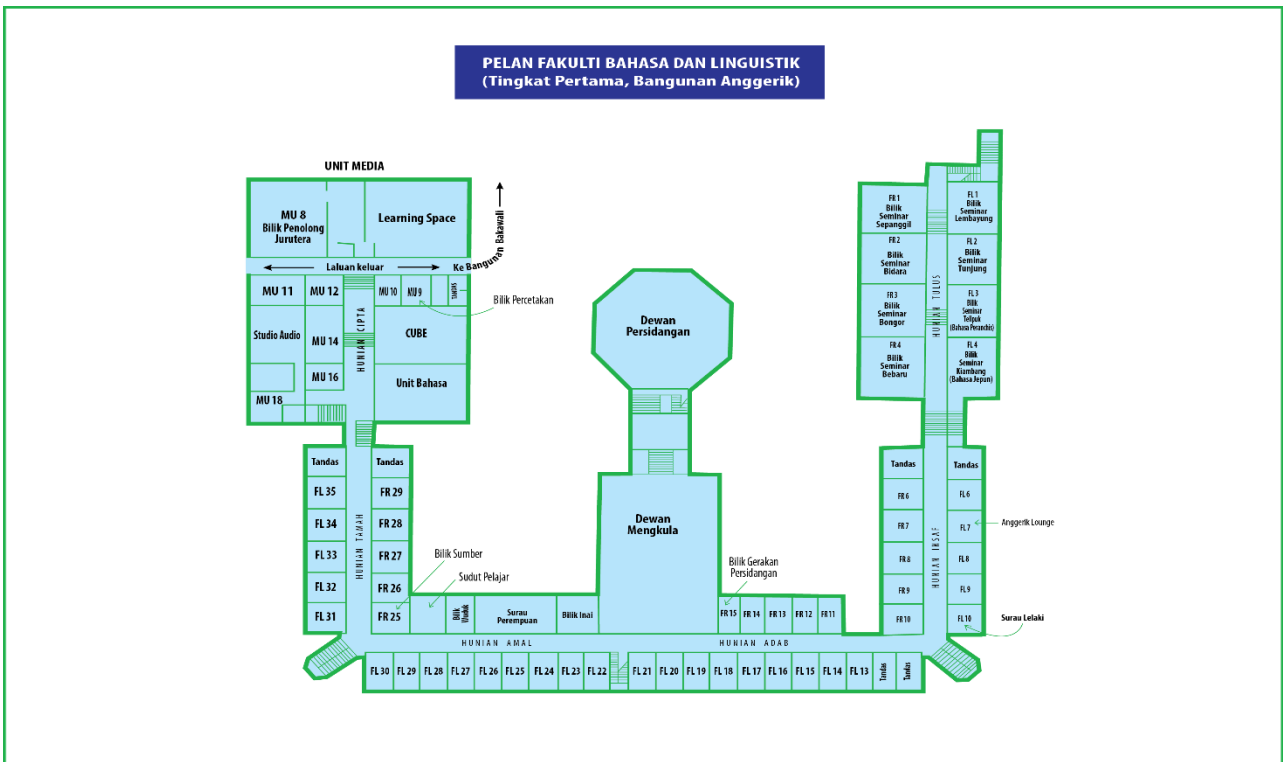 PELAN FAKULTI BAHASA DAN LINGUISTIK
(Tingkat Pertama, Bangunan Anggerik)
UNIT MEDIA
MU 8
Bilik Penolong
Jurutera
Learning Space
Laluan keluar
Ke Bangunan Bakawali
MU 11
MU 12
MU 10
MU 9
TANDAS
Bilik Percetakan
Studio Audio
MU 14
HUNIAN CIPTA
CUBE
MU 16
Unit Bahasa
MU 18
Dewan
Persidangan
Dewan
Mengkula
FR 1
Bilik
Seminar
Sepanggil
FR 2
Bilik
Seminar
Bidara
FR 3
Bilik
Seminar
Bongor
FR 4
Bilik
Seminar
Bebaru
HUNIAN TULUS
FL 1
Bilik
Seminar
Lembayung
FL 2
Bilik
Seminar
Tunjung
FL 3
Bilik
Seminar
Telipuk
(Bahasa Peranchis)
FL 4
Bilik
Seminar
Kiambang
(Bahasa Jepun)
Tandas
FL 35
FL 34
FL 33
FL 32
FL 31
HUNIAN TAMAH
Tandas
FR 29
FR 28
FR 27
FR 26
FR 25
Bilik Sumber
Sudut Pelajar
Bilik
Wuduk
Surau
Perempuan
Bilik Inai
Bilik Gerakan
Persidangan
FR 15
FR 14
FR 13
FR 12
FR 11
Tandas
FR 6
FR 7
FR 8
FR 9
FR 10
HUNIAN INSAF
Tandas
FL 6
FL 7
FL 8
FL 9
FL 10
Anggerik Lounge
Surau Lelaki
HUNIAN AMAL
HUNIAN ADAB
FL 30
FL 29
FL 28
FL 27
FL 26
FL 25
FL 24
FL 23
FL 22
FL 21
FL 20
FL 19
FL 18
FL 17
FL 16
FL 15
FL 14
FL 13
Tandas
Tandas